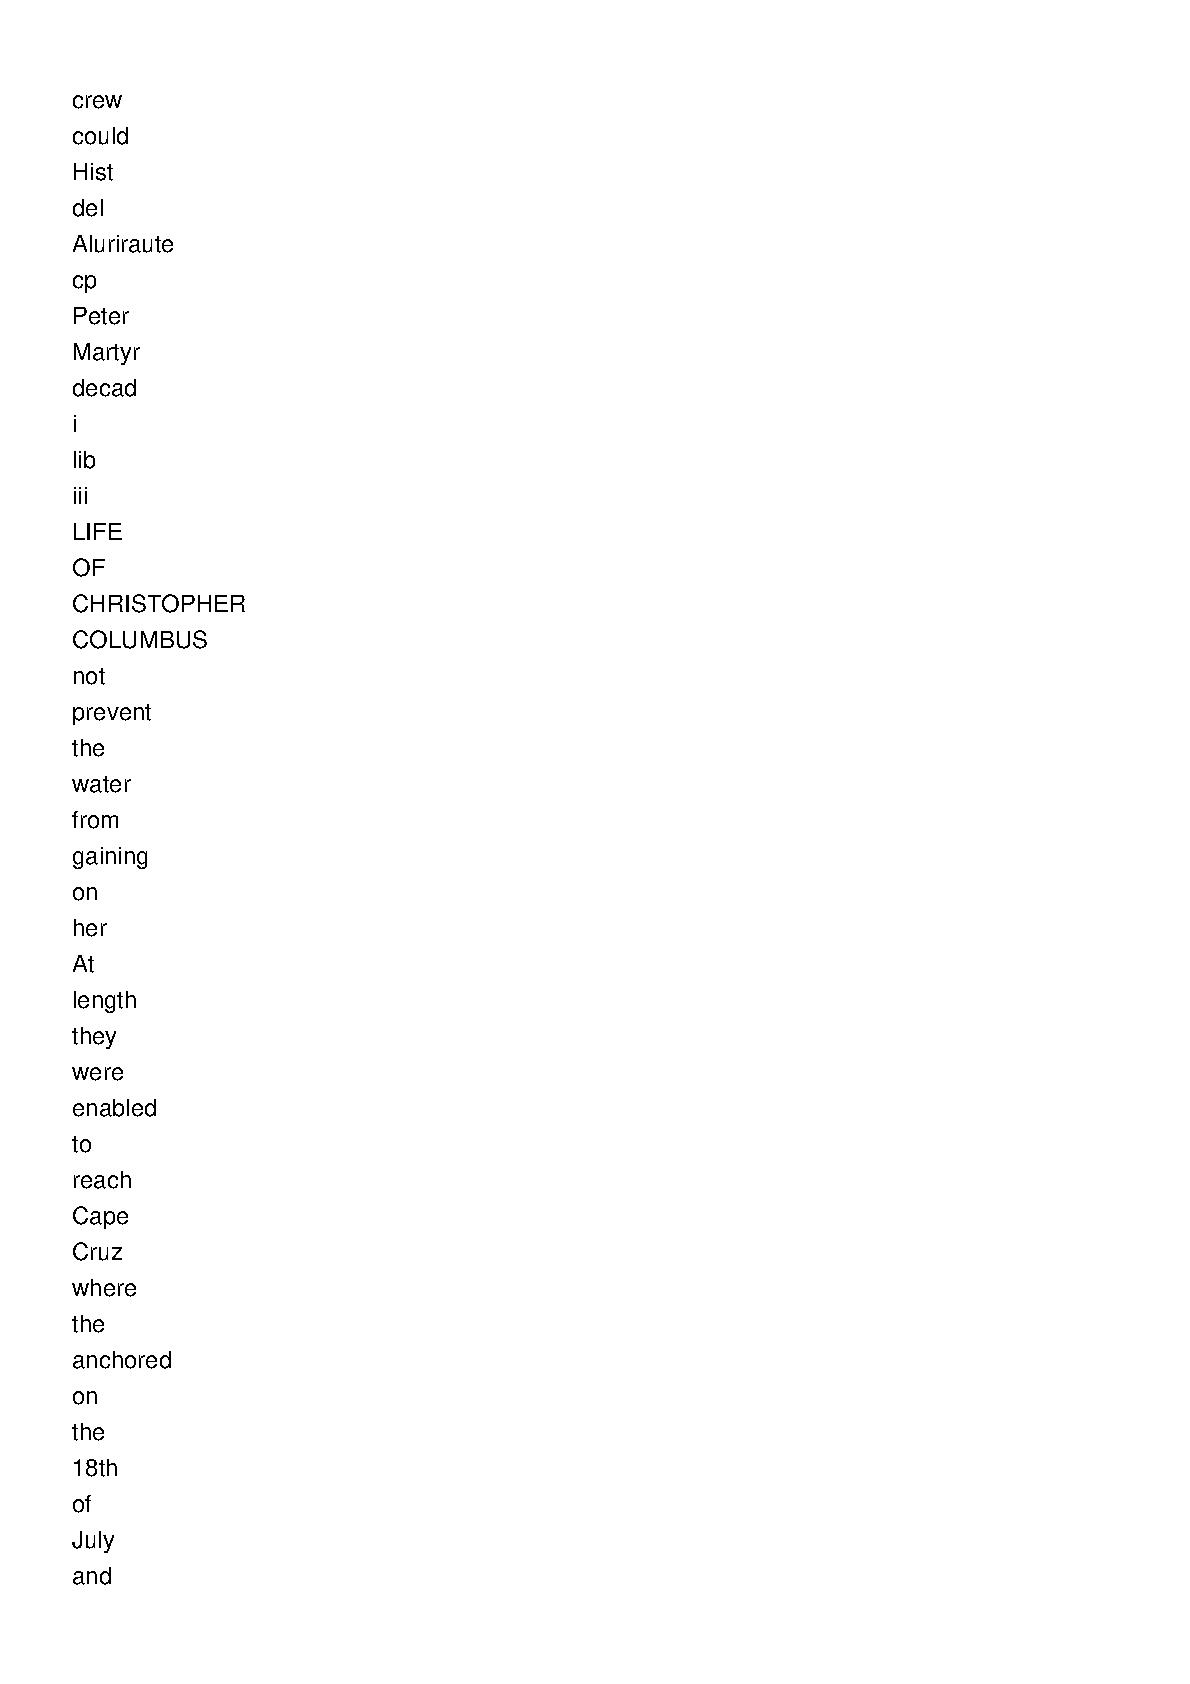 crew
could
Hist
del
Aluriraute
cp
Peter
Martyr
decad
i
lib
iii
LIFE
OF
CHRISTOPHER
COLUMBUS
not
prevent
the
water
from
gaining
on
her
At
length
they
were
enabled
to
reach
Cape
Cruz
where
the
anchored
on
the
18th
of
July
and